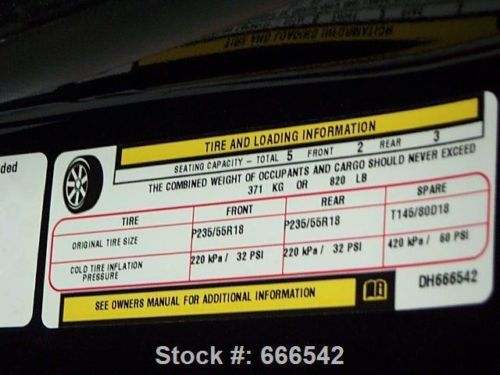 ded
TIRE AND LOADING INFORMATION
SEATING CAPACITY - TOTAL 5 FRONT 2 REAR 3
THE COMBINED WEIGHT OF OCCUPANTS AND CARGO SHOULD NEVER EXCEED
371 KG OR 820 LB
TIRE FRONT REAR SPARE
ORIGINAL TIRE SIZE P235/55R18 P235/55R18 T145/80D18
COLD TIRE INFLATION PRESSURE 220 kPa / 32 PSI 220 kPa / 32 PSI 420 kPa / 60 PSI
SEE OWNERS MANUAL FOR ADDITIONAL INFORMATION
DH666542
Stock #: 666542